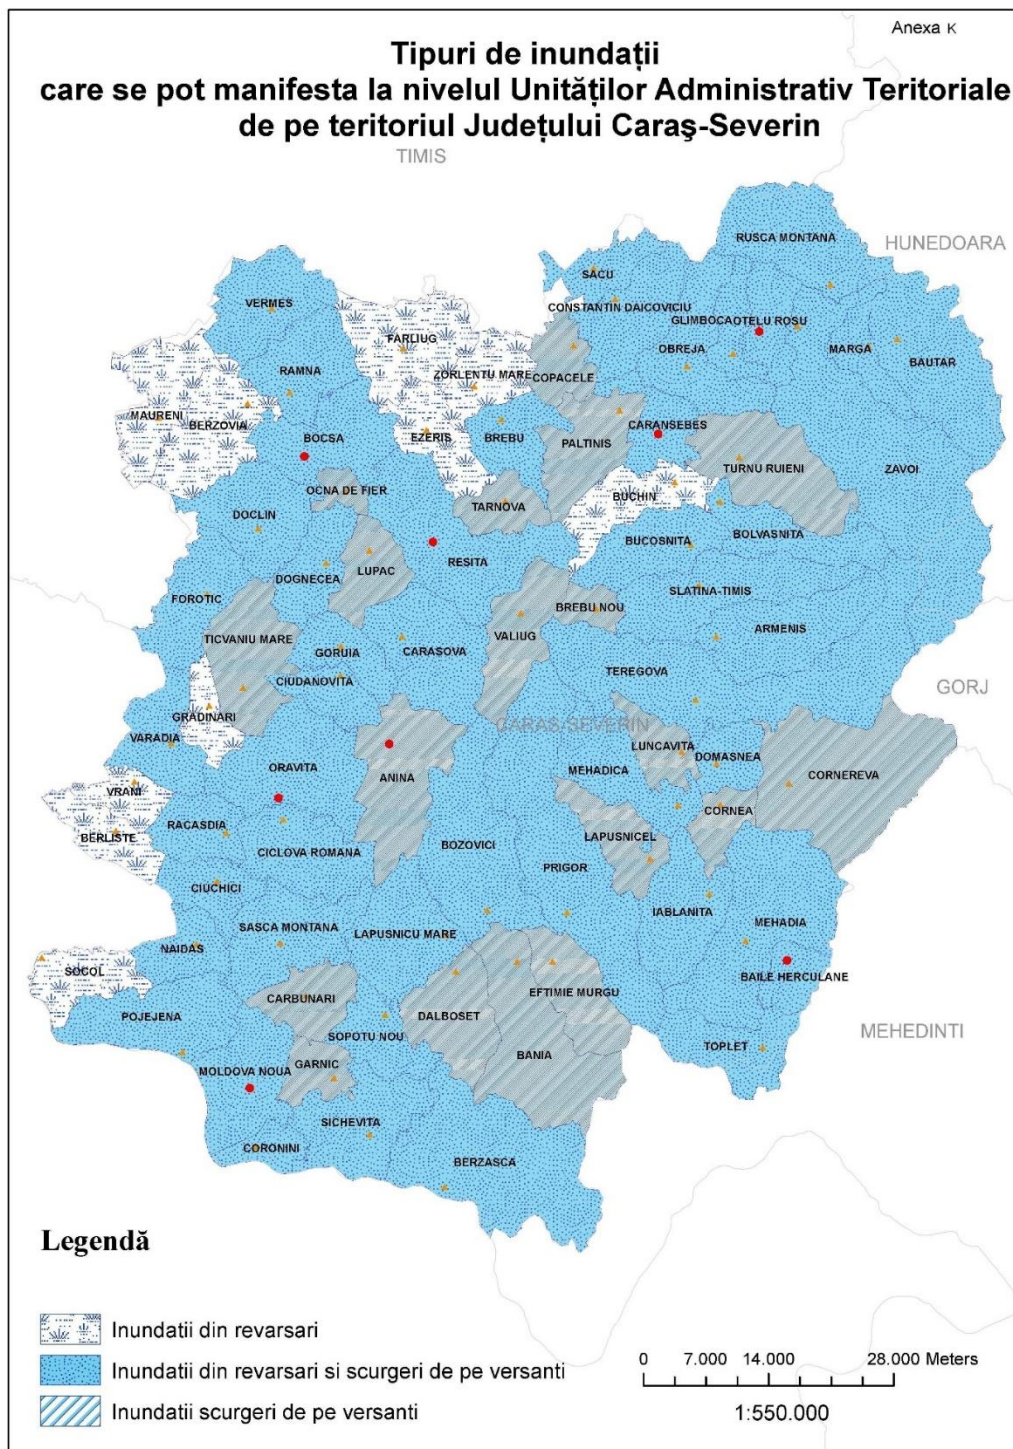 Anexa K
Tipuri de inundații
care se pot manifesta la nivelul Unităților Administrativ Teritoriale
de pe teritoriul Județului Caraș-Severin
TIMIS
RUSCA MONTANA
HUNEDOARA
SACU
VERMES
CONSTANTIN DAICOVICIU
GLIMBOCA
OTELU ROSU
FARLIUG
OBREJA
MARGA
BAUTAR
RAMNA
ZORLENTU MARE
COPACELE
MAURENI
BERZOVIA
BOCSA
EZERIS
BREBU
PALTINIS
CARANSEBES
TURNU RUIENI
ZAVOI
OCNA DE FIER
TARNOVA
BUCHIN
DOCLIN
BUCOSNITA
BOLVASNITA
RESITA
LUPAC
DOGNECEA
SLATINA-TIMIS
FOROTIC
BREBU NOU
TICVANIU MARE
VALIUG
ARMENIS
GORUIA
CARASOVA
CIUDANOVITA
TEREGOVA
GORJ
GRADINARI
CARAS-SEVERIN
VARADIA
LUNCAVITA
DOMASNEA
ORAVITA
MEHADICA
CORNEREVA
ANINA
VRANI
RACASDIA
CORNEA
BERLISTE
LAPUSNICEL
CICLOVA ROMANA
BOZOVICI
PRIGOR
CIUCHICI
IABLANITA
MEHADIA
SASCA MONTANA
LAPUSNICU MARE
NAIDAS
SOCOL
BAILE HERCULANE
EFTIMIE MURGU
CARBUNARI
POJEJENA
DALBOSET
SOPOTU NOU
MEHEDINTI
TOPLET
BANIA
GARNIC
MOLDOVA NOUA
SICHEVITA
CORONINI
BERZASCA
Legendă
Inundatii din revarsari
Inundatii din revarsari si scurgeri de pe versanti
Inundatii scurgeri de pe versanti
0 7.000 14.000 28.000 Meters
1:550.000